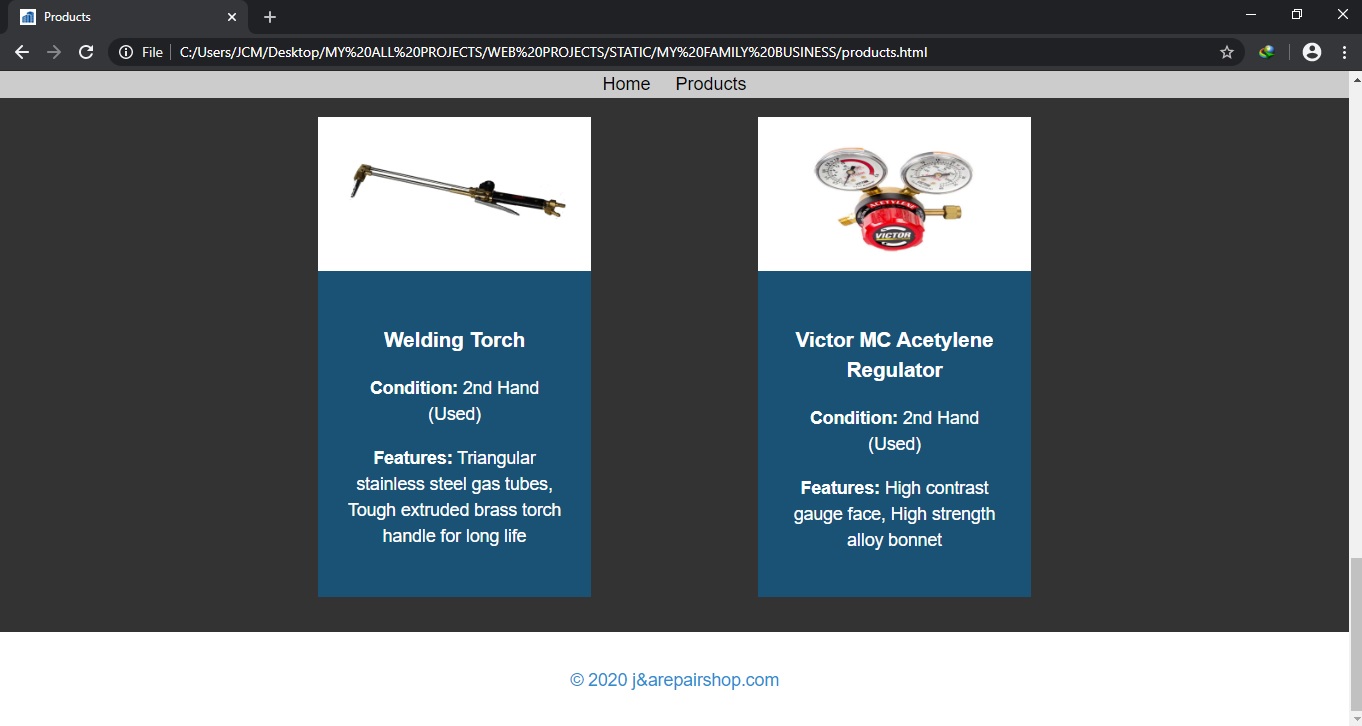 Products
File
C:/Users/JCM/Desktop/MY%20ALL%20PROJECTS/WEB%20PROJECTS/STATIC/MY%20FAMILY%20BUSINESS/products.html
Home Products
ACETYLENE
VICTOR
Welding Torch
Condition: 2nd Hand
(Used)
Features: Triangular
stainless steel gas tubes,
Tough extruded brass torch
handle for long life
Victor MC Acetylene
Regulator
Condition: 2nd Hand
(Used)
Features: High contrast
gauge face, High strength
alloy bonnet
© 2020 j&arepairshop.com